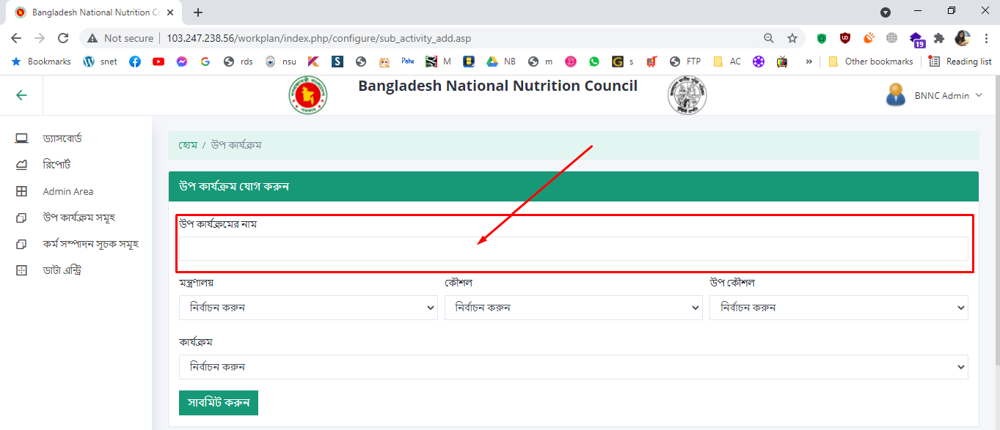 Bangladesh National Nutrition Co
Not secure 103.247.238.56/workplan/index.php/configure/sub_activity_add.asp
19
Bookmarks snet rds nsu M NB m s FTP AC » Other bookmarks Reading list
Bangladesh National Nutrition Council
BNNC Admin
ড্যাসবোর্ড
রিপোর্ট
Admin Area
উপ কার্যক্রম সমূহ
কর্ম সম্পাদন সূচক সমূহ
ডাটা এন্ট্রি
হোম / উপ কার্যক্রম
উপ কার্যক্রম যোগ করুন
উপ কার্যক্রমের নাম
মন্ত্রণালয় কৌশল উপ কৌশল
নির্বাচন করুন নির্বাচন করুন নির্বাচন করুন
কার্যক্রম
নির্বাচন করুন
সাবমিট করুন